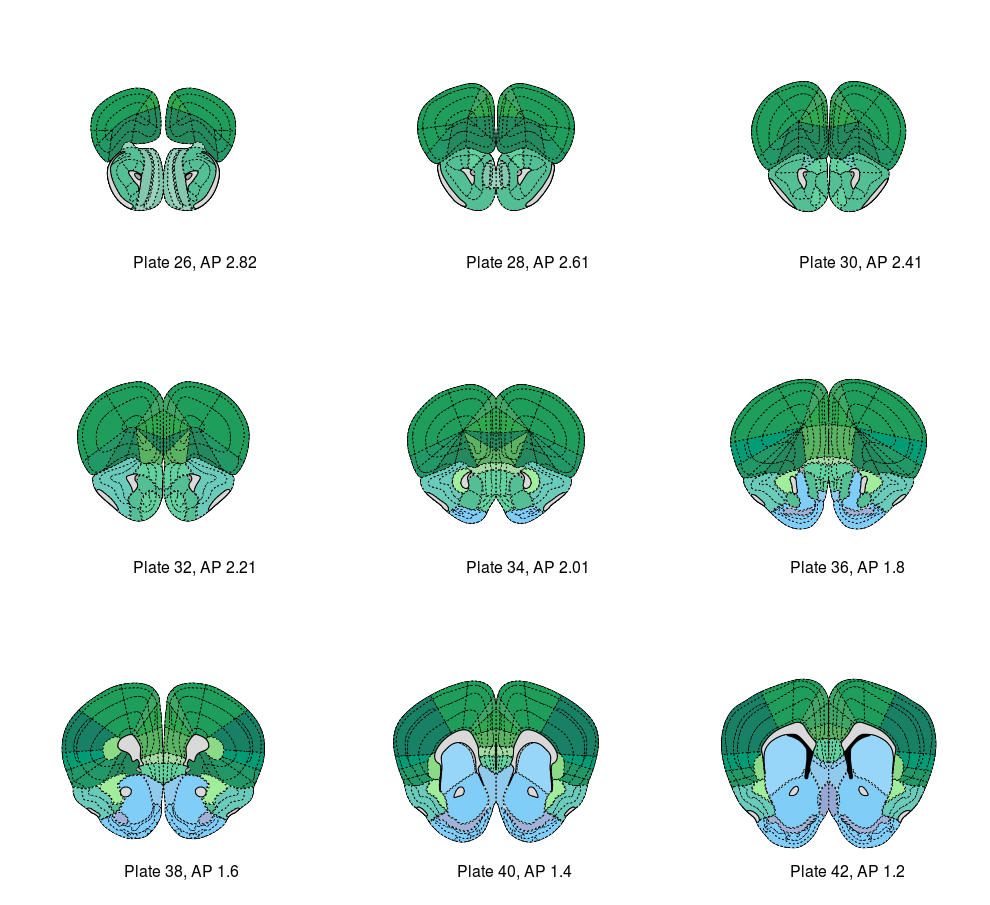 Plate 26, AP 2.82
Plate 28, AP 2.61
Plate 30, AP 2.41
Plate 32, AP 2.21
Plate 34, AP 2.01
Plate 36, AP 1.8
Plate 38, AP 1.6
Plate 40, AP 1.4
Plate 42, AP 1.2